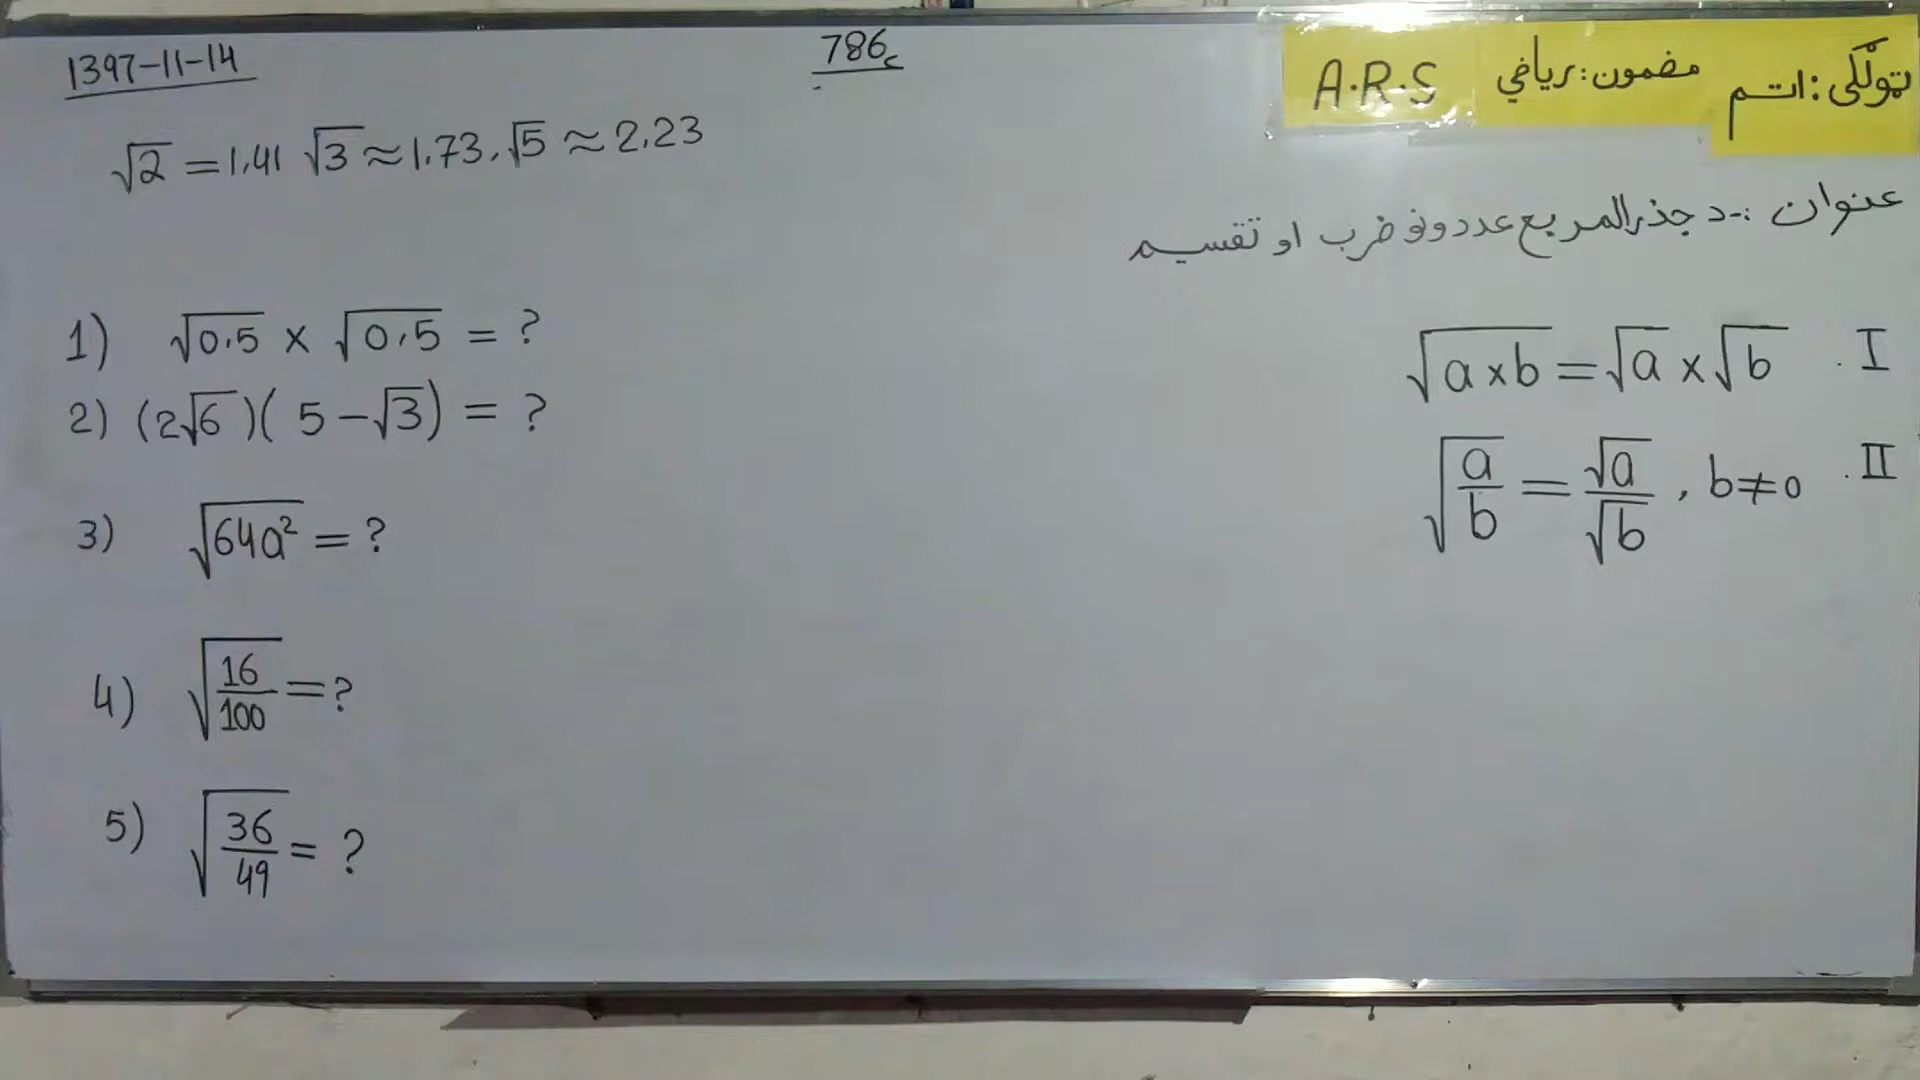 1397-11-14
786
A.R.S
مضمون: ریاضي
ټولګی: اتم
√2 = 1.41 √3 ≈ 1.73, √5 ≈ 2.23
عنوان :- د جذرالمربع عددونو ضرب او تقسیم
1) √0.5 × √0.5 = ?
2) (2√6)(5-√3) = ?
3) √64a² = ?
4) √16/100 = ?
5) √36/49 = ?
√a×b = √a × √b . I
√a/b = √a/√b , b≠0 . II